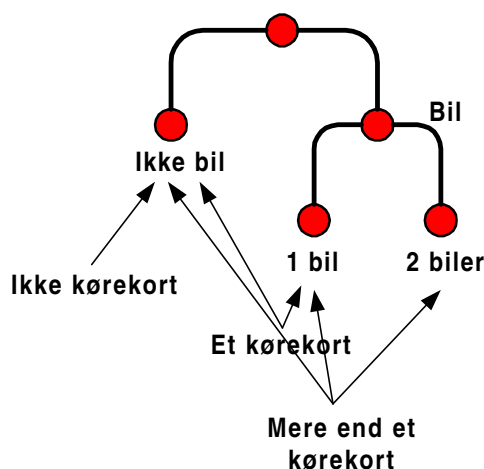 Bil
Ikke bil
1 bil
2 biler
Ikke kørekort
Et kørekort
Mere end et
kørekort